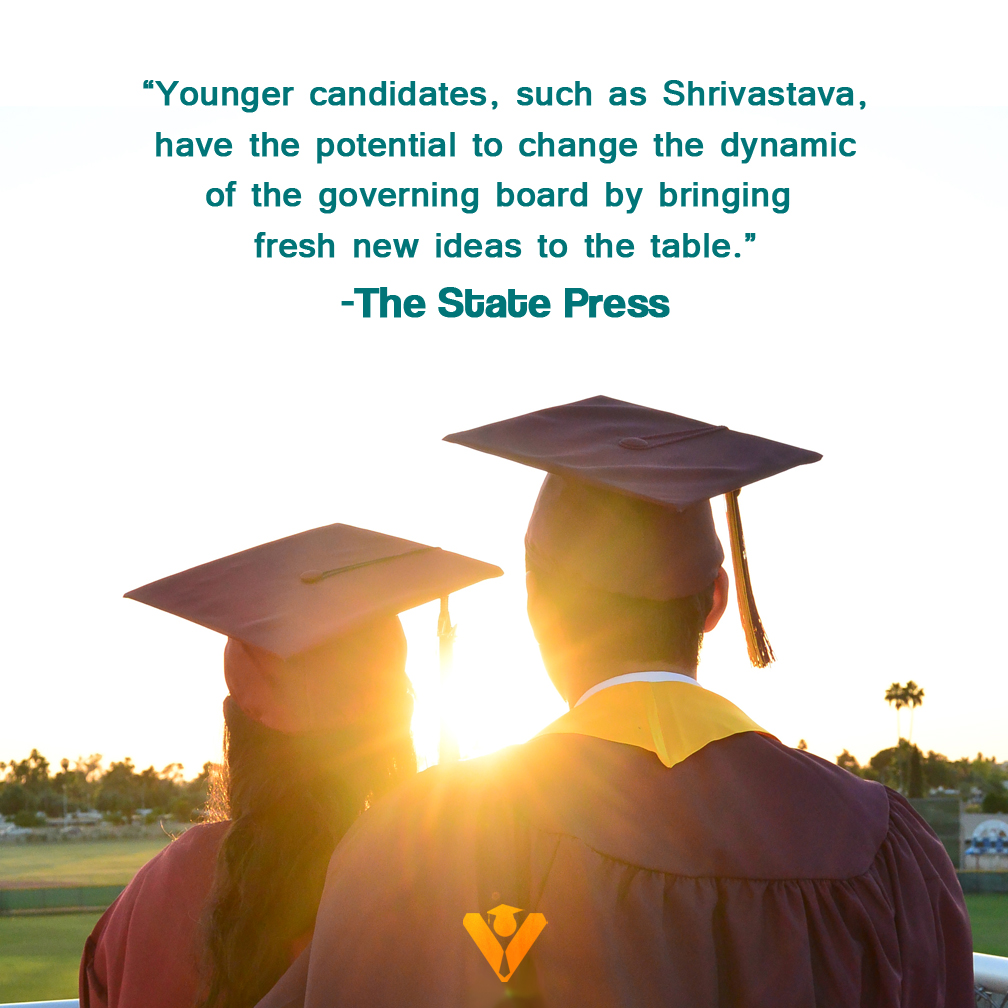 “Younger candidates, such as Shrivastava,
have the potential to change the dynamic
of the governing board by bringing
fresh new ideas to the table.”
-The State Press